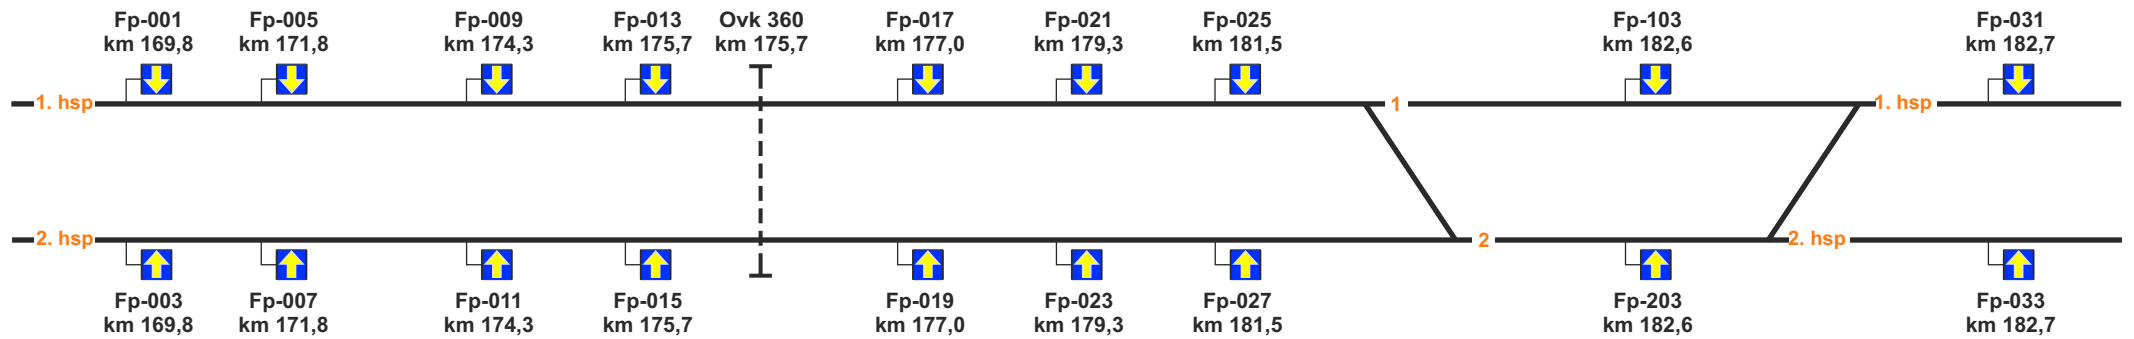 Fp-001 Fp-005 Fp-009 Fp-013 Ovk 360 Fp-017 Fp-021 Fp-025 Fp-103 Fp-031
km 169,8 km 171,8 km 174,3 km 175,7 km 175,7 km 177,0 km 179,3 km 181,5 km 182,6 km 182,7
1. hsp 1 1. hsp
2. hsp 2 2. hsp
Fp-003 Fp-007 Fp-011 Fp-015 Fp-019 Fp-023 Fp-027 Fp-203 Fp-033
km 169,8 km 171,8 km 174,3 km 175,7 km 177,0 km 179,3 km 181,5 km 182,6 km 182,7